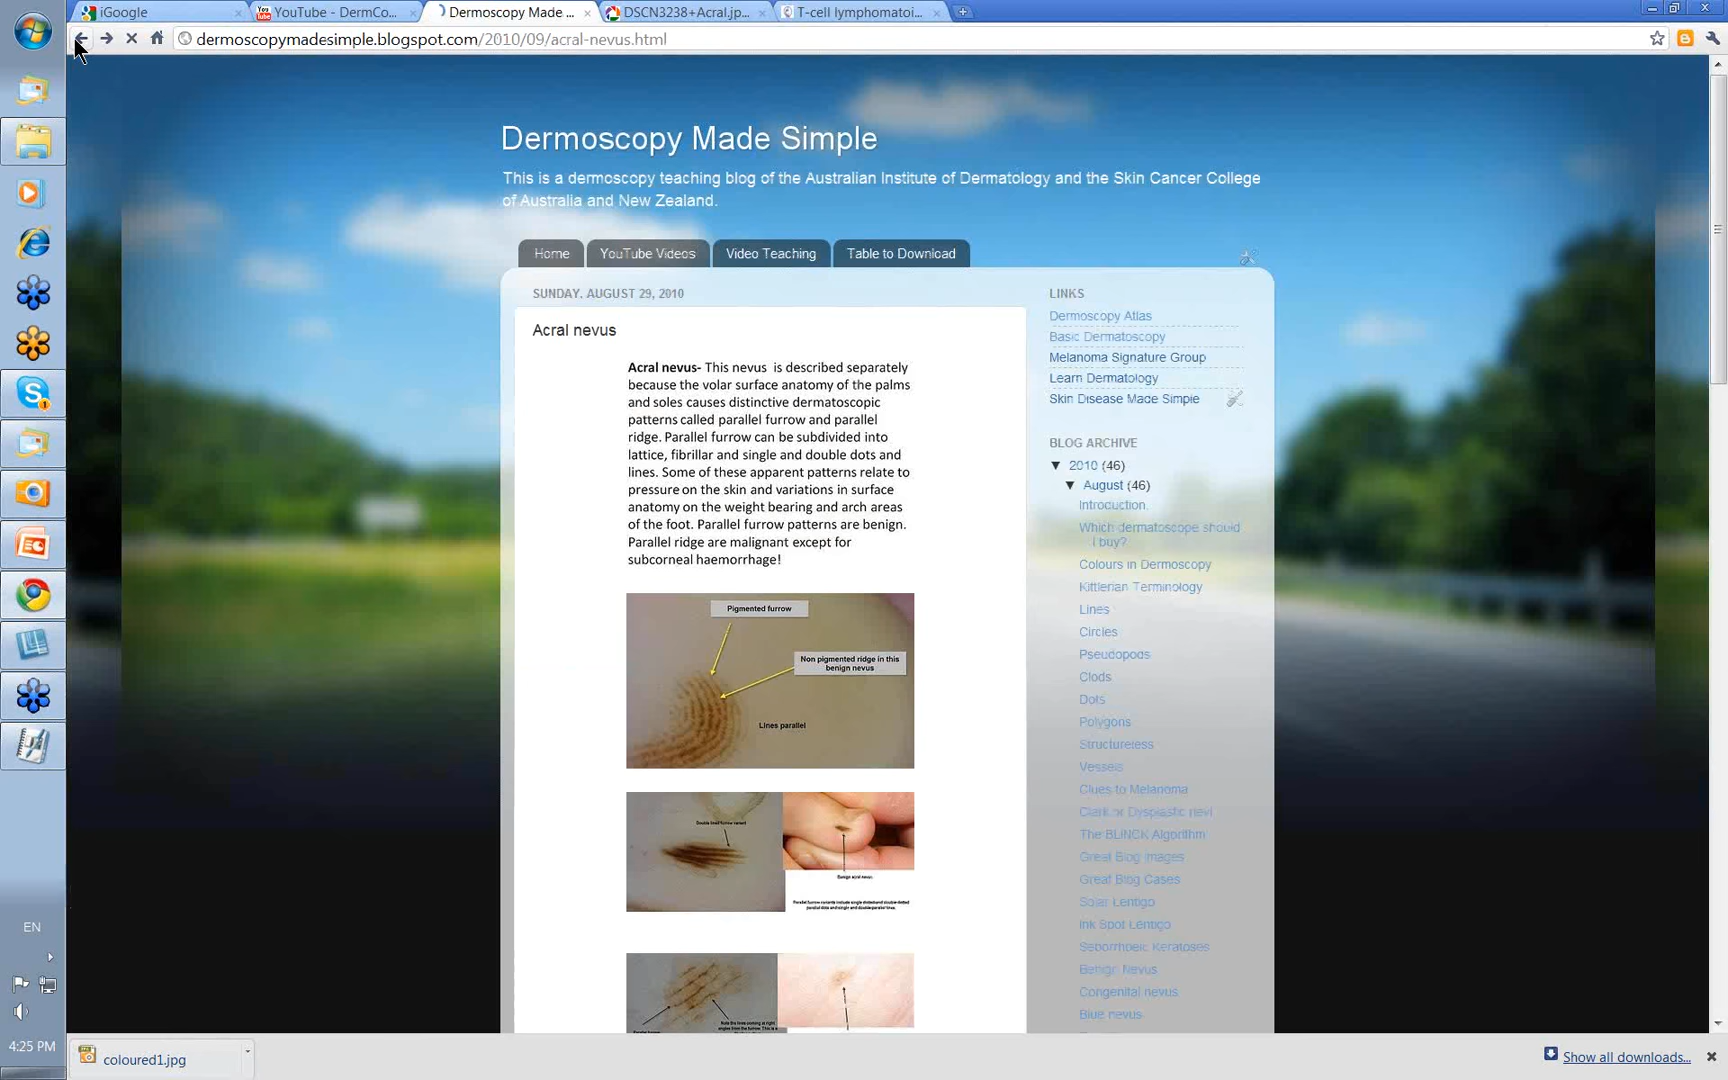 iGoogle
YouTube - DermCo...
Dermoscopy Made ...
DSCN3238+Acral.jp...
T-cell lymphomatoi...
dermoscopymadesimple.blogspot.com/2010/09/acral-nevus.html
Dermoscopy Made Simple
This is a dermoscopy teaching blog of the Australian Institute of Dermatology and the Skin Cancer College
of Australia and New Zealand.
Home
YouTube Videos
Video Teaching
Table to Download
SUNDAY, AUGUST 29, 2010
Acral nevus
Acral nevus- This nevus is described separately
because the volar surface anatomy of the palms
and soles causes distinctive dermatoscopic
patterns called parallel furrow and parallel
ridge. Parallel furrow can be subdivided into
lattice, fibrillar and single and double dots and
lines. Some of these apparent patterns relate to
pressure on the skin and variations in surface
anatomy on the weight bearing and arch areas
of the foot. Parallel furrow patterns are benign.
Parallel ridge are malignant except for
subcorneal haemorrhage!
Pigmented furrow
Non pigmented ridge in this
benign nevus
Lines parallel
Benign acral nevus
LINKS
Dermoscopy Atlas
Basic Dermatoscopy
Melanoma Signature Group
Learn Dermatology
Skin Disease Made Simple
BLOG ARCHIVE
▼ 2010 (46)
▼ August (46)
Introduction.
Which dermatoscope should
I buy?
Colours in Dermoscopy
Kittlerian Terminology
Lines
Circles
Pseudopods
Clods
Dots
Polygons
Structureless
Vessels
Clues to Melanoma
Clark or Dysplastic nevi
The BLINCK Algorithm
Great Blog Images
Great Blog Cases
Solar Lentigo
Ink Spot Lentigo
Seborrhoeic Keratoses
Benign Nevus
Congenital nevus
Blue nevus
EN
4:25 PM
coloured1.jpg
Show all downloads...